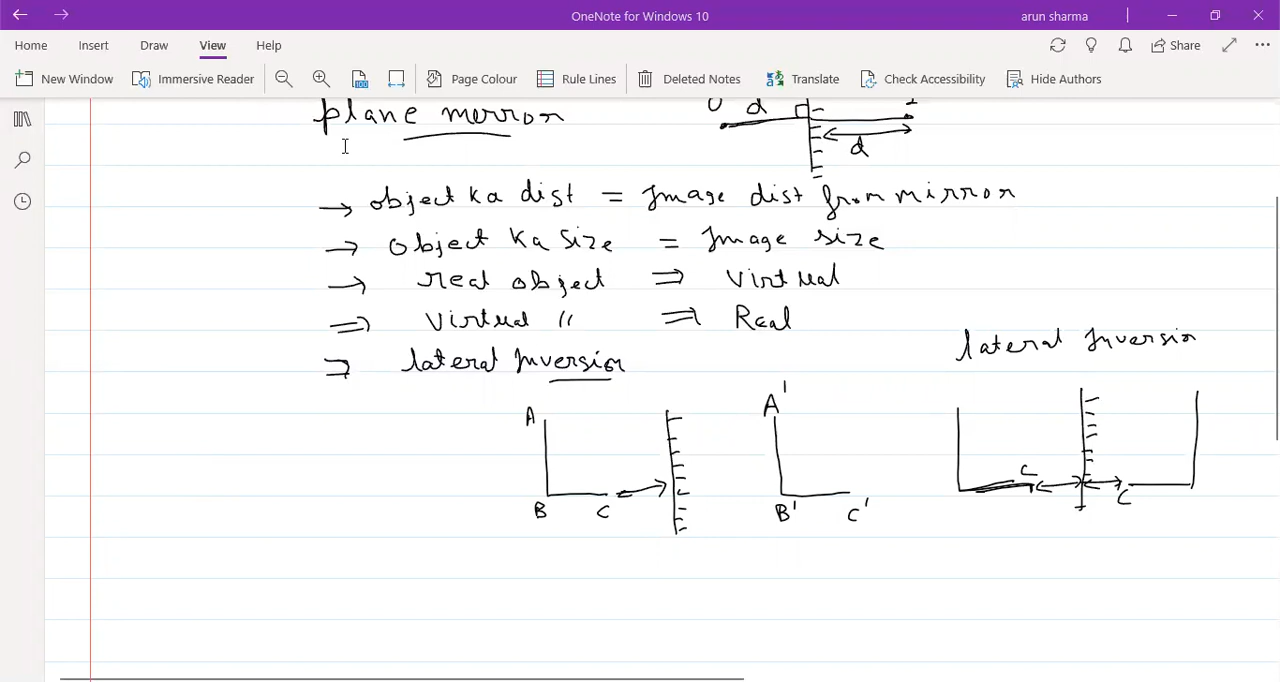 OneNote for Windows 10
arun sharma
Home Insert Draw View Help
Share
New Window Immersive Reader Page Colour Rule Lines Deleted Notes Translate Check Accessibility Hide Authors
plane merror
O d I
d
→ object ka dist = Image dist from mirror
→ Object ka size = Image size
→ real object ⇒ Virtual
⇒ Virtual " ⇒ Real
⇒ lateral Inversion
lateral Inversion
A A'
C
B C B' C' C